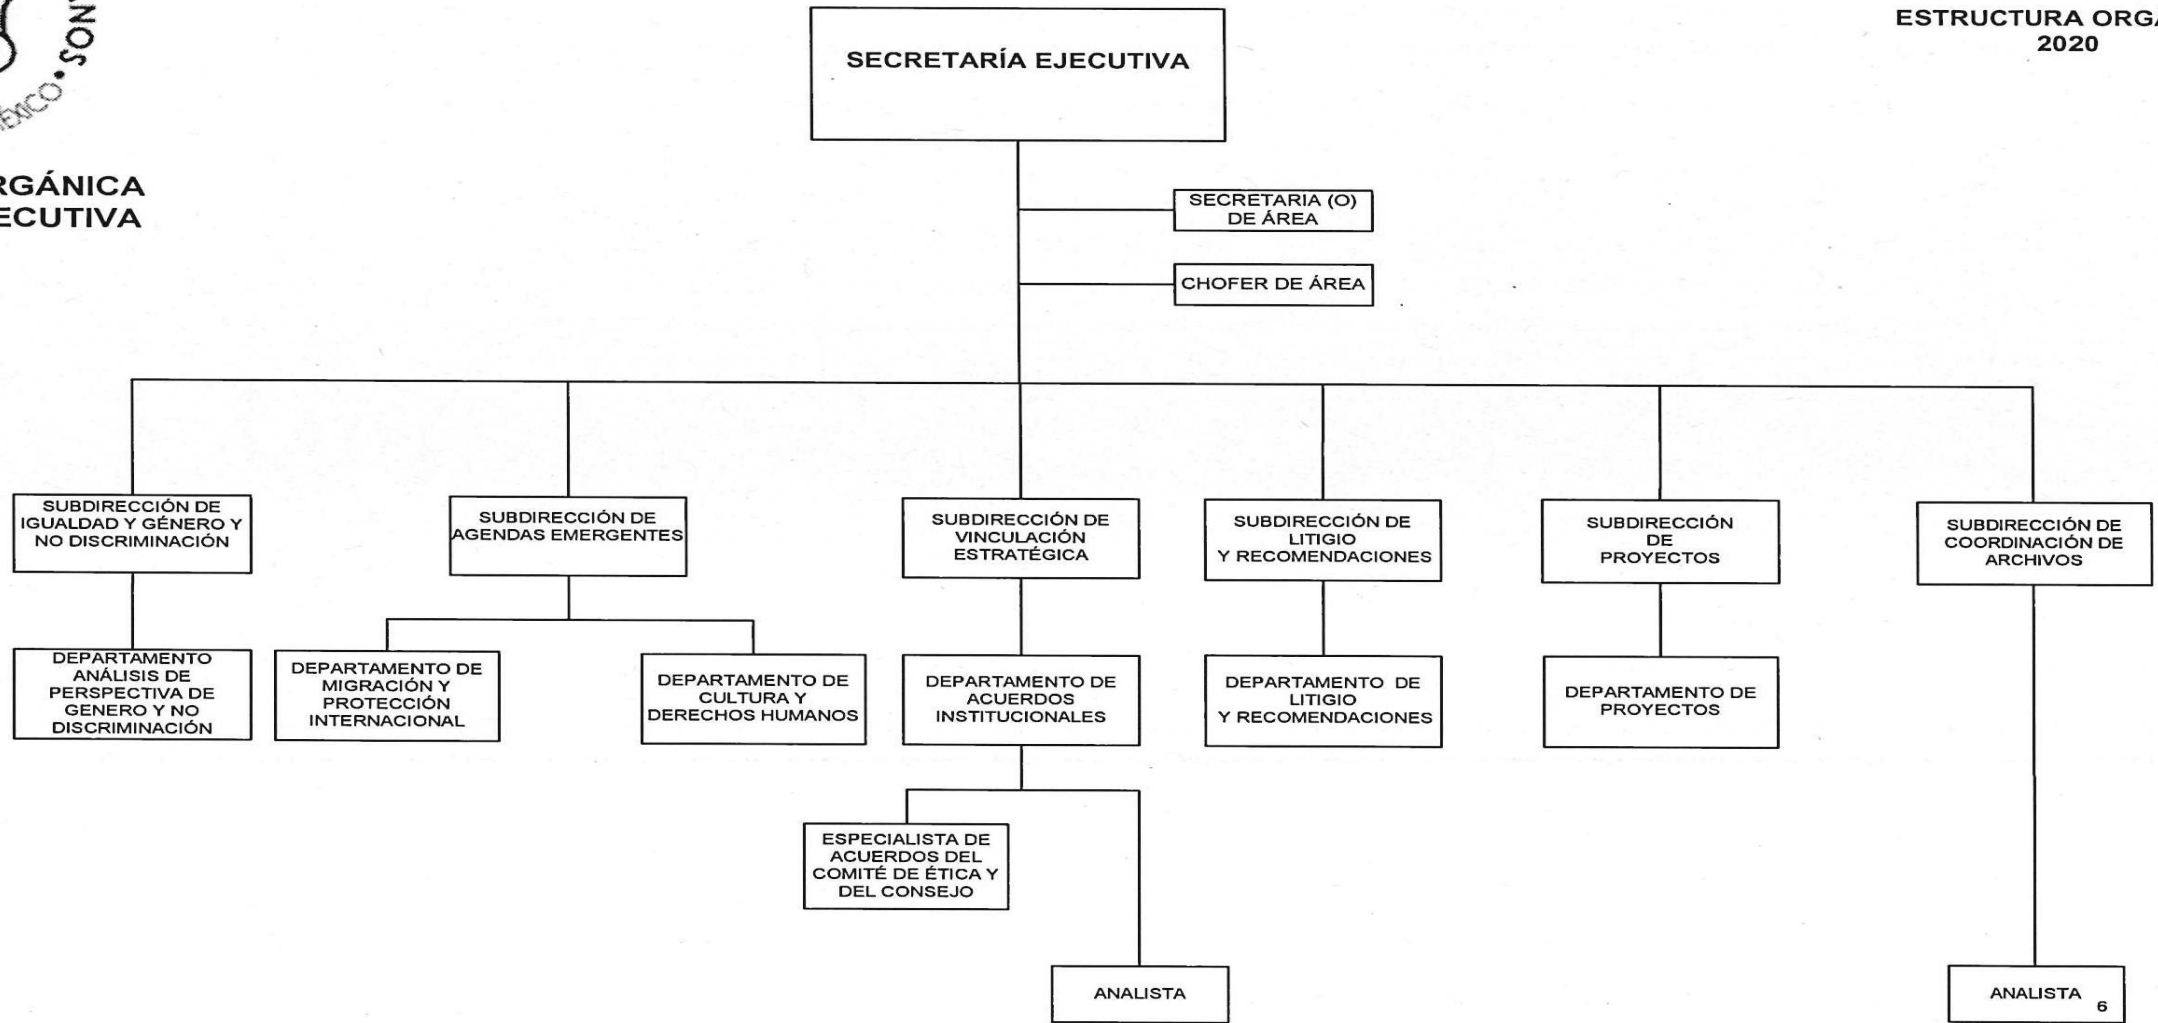 ESTRUCTURA ORGÁ
2020
SECRETARÍA EJECUTIVA
NOS
MÉXICO
RGÁNICA
ECUTIVA
SECRETARIA (O)
DE ÁREA
CHOFER DE ÁREA
SUBDIRECCIÓN DE
IGUALDAD Y GÉNERO Y
NO DISCRIMINACIÓN
SUBDIRECCIÓN DE
AGENDAS EMERGENTES
SUBDIRECCIÓN DE
VINCULACIÓN
ESTRATÉGICA
SUBDIRECCIÓN DE
LITIGIO
Y RECOMENDACIONES
SUBDIRECCIÓN
DE
PROYECTOS
SUBDIRECCIÓN DE
COORDINACIÓN DE
ARCHIVOS
DEPARTAMENTO
ANÁLISIS DE
PERSPECTIVA DE
GENERO Y NO
DISCRIMINACIÓN
DEPARTAMENTO DE
MIGRACIÓN Y
PROTECCIÓN
INTERNACIONAL
DEPARTAMENTO DE
CULTURA Y
DERECHOS HUMANOS
DEPARTAMENTO DE
ACUERDOS
INSTITUCIONALES
DEPARTAMENTO DE
LITIGIO
Y RECOMENDACIONES
DEPARTAMENTO DE
PROYECTOS
ESPECIALISTA DE
ACUERDOS DEL
COMITÉ DE ÉTICA Y
DEL CONSEJO
ANALISTA
ANALISTA 6